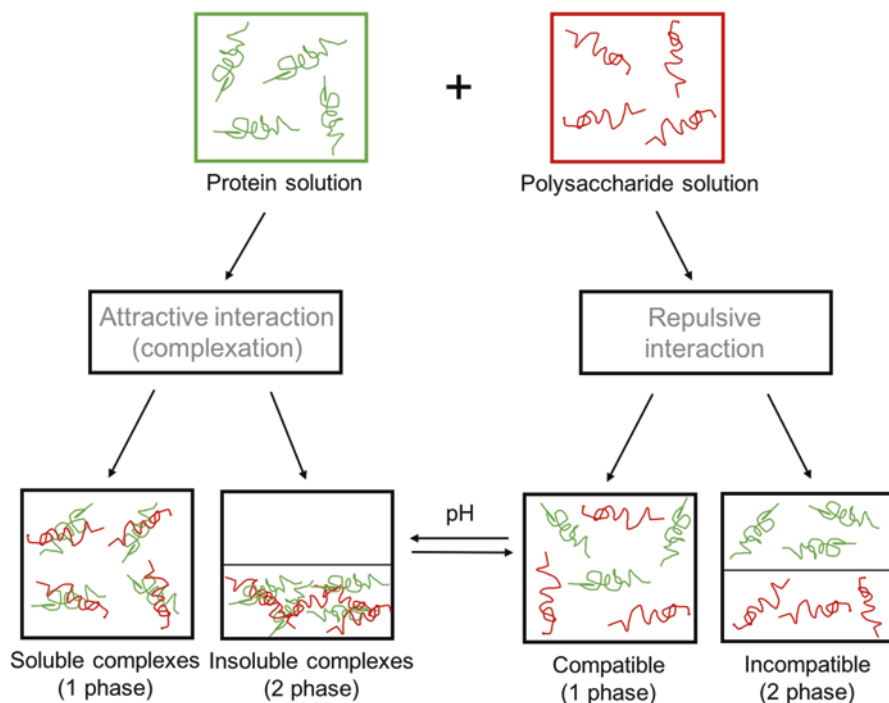 +
Protein solution
Polysaccharide solution
Attractive interaction
(complexation)
Repulsive
interaction
pH
Soluble complexes
(1 phase)
Insoluble complexes
(2 phase)
Compatible
(1 phase)
Incompatible
(2 phase)